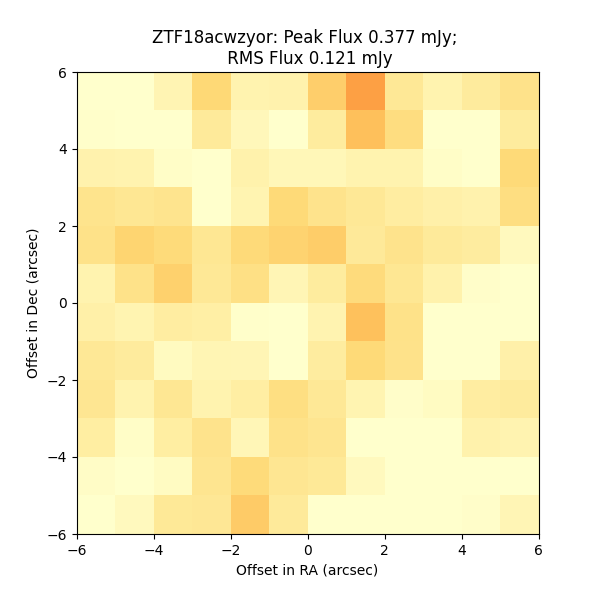 ZTF18acwzyor: Peak Flux 0.377 mJy;
RMS Flux 0.121 mJy
6
4
2
0
−2
−4
−6
Offset in Dec (arcsec)
−6 −4 −2 0 2 4 6
Offset in RA (arcsec)